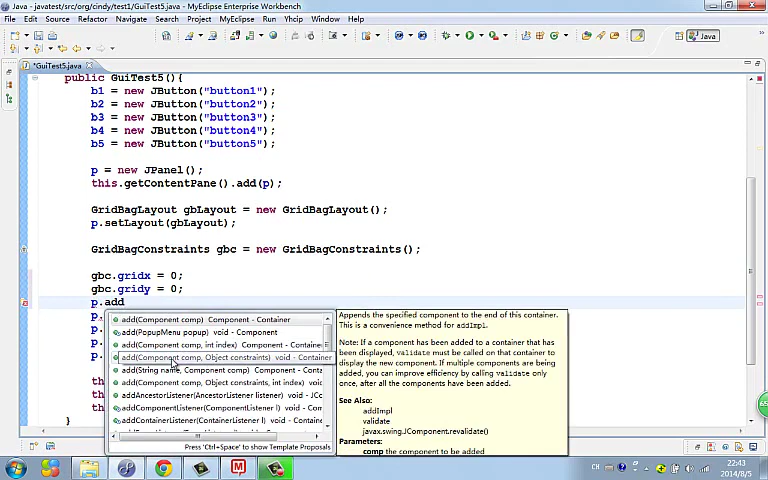 Java - javatest/src/org/cindy/test1/GuiTest5.java - MyEclipse Enterprise Workbench
File Edit Source Refactor Navigate Search Project MyEclipse Run Yhcip Window Help
Java
*GuiTest5.java
public GuiTest5(){
b1 = new JButton("button1");
b2 = new JButton("button2");
b3 = new JButton("button3");
b4 = new JButton("button4");
b5 = new JButton("button5");
p = new JPanel();
this.getContentPane().add(p);
GridBagLayout gbLayout = new GridBagLayout();
p.setLayout(gbLayout);
GridBagConstraints gbc = new GridBagConstraints();
gbc.gridx = 0;
gbc.gridy = 0;
p.add
p.
p.
p.
p.
th
th
th
}
add(Component comp) Component - Container
add(PopupMenu popup) void - Component
add(Component comp, int index) Component - Container
add(Component comp, Object constraints) void - Container
add(String name, Component comp) Component - Conta
add(Component comp, Object constraints, int index) void
addAncestorListener(AncestorListener listener) void - JCo
addComponentListener(ComponentListener l) void - Com
addContainerListener(ContainerListener l) void - Contain
Press 'Ctrl+Space' to show Template Proposals
Appends the specified component to the end of this container.
This is a convenience method for addImpl.
Note: If a component has been added to a container that has
been displayed, validate must be called on that container to
display the new component. If multiple components are being
added, you can improve efficiency by calling validate only
once, after all the components have been added.
See Also:
addImpl
validate
javax.swing.JComponent.revalidate()
Parameters:
comp the component to be added
65
CH
22:43
2014/8/5